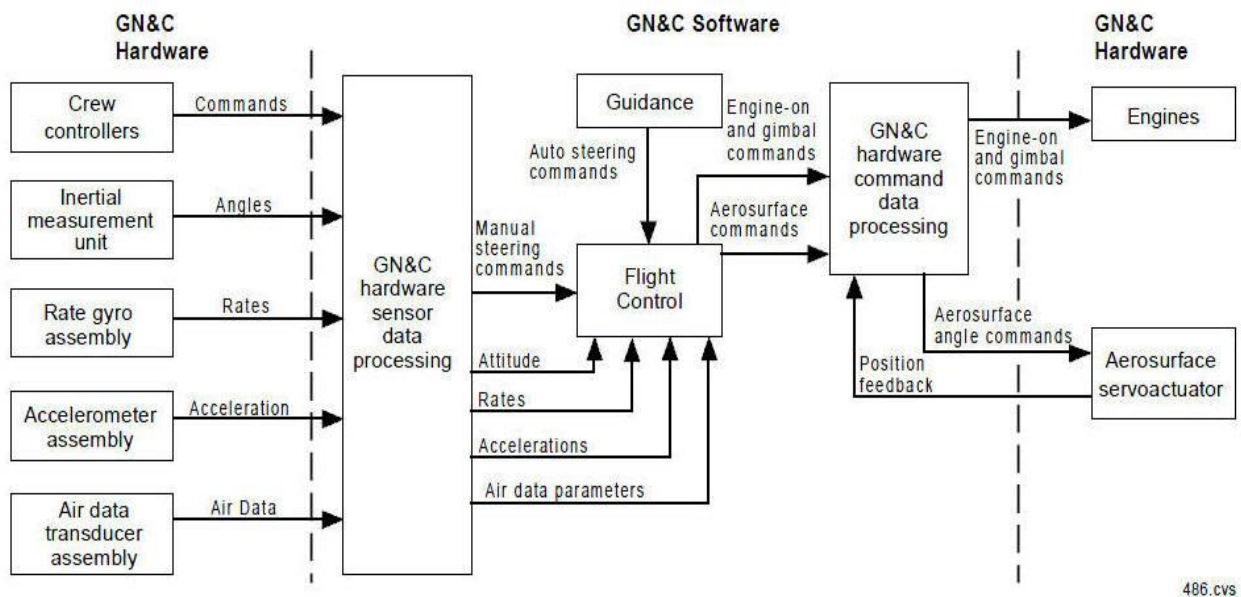 GN&C
Hardware
GN&C Software
GN&C
Hardware
Crew
controllers
Commands
Inertial
measurement
unit
Angles
Rate gyro
assembly
Rates
Accelerometer
assembly
Acceleration
Air data
transducer
assembly
Air Data
GN&C
hardware
sensor
data
processing
Manual
steering
commands
Attitude
Rates
Accelerations
Air data parameters
Guidance
Auto steering
commands
Flight
Control
Engine-on
and gimbal
commands
Aerosurface
commands
GN&C
hardware
command
data
processing
Engine-on
and gimbal
commands
Engines
Aerosurface
angle commands
Position
feedback
Aerosurface
servoactuator
486.cvs